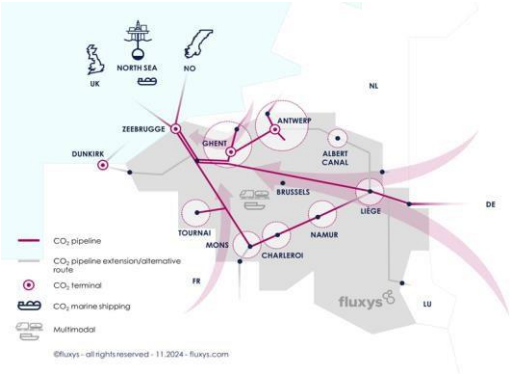 NORTH SEA
NO
UK
NL
ZEEBRUGGE
ANTWERP
GHENT
DUNKIRK
ALBERT
CANAL
BRUSSELS
LIÈGE
DE
TOURNAI
NAMUR
MONS
CHARLEROI
FR
LU
fluxys
CO₂ pipeline
CO₂ pipeline extension/alternative
route
CO₂ terminal
CO₂ marine shipping
Multimodal
©fluxys - all rights reserved - 11.2024 - fluxys.com